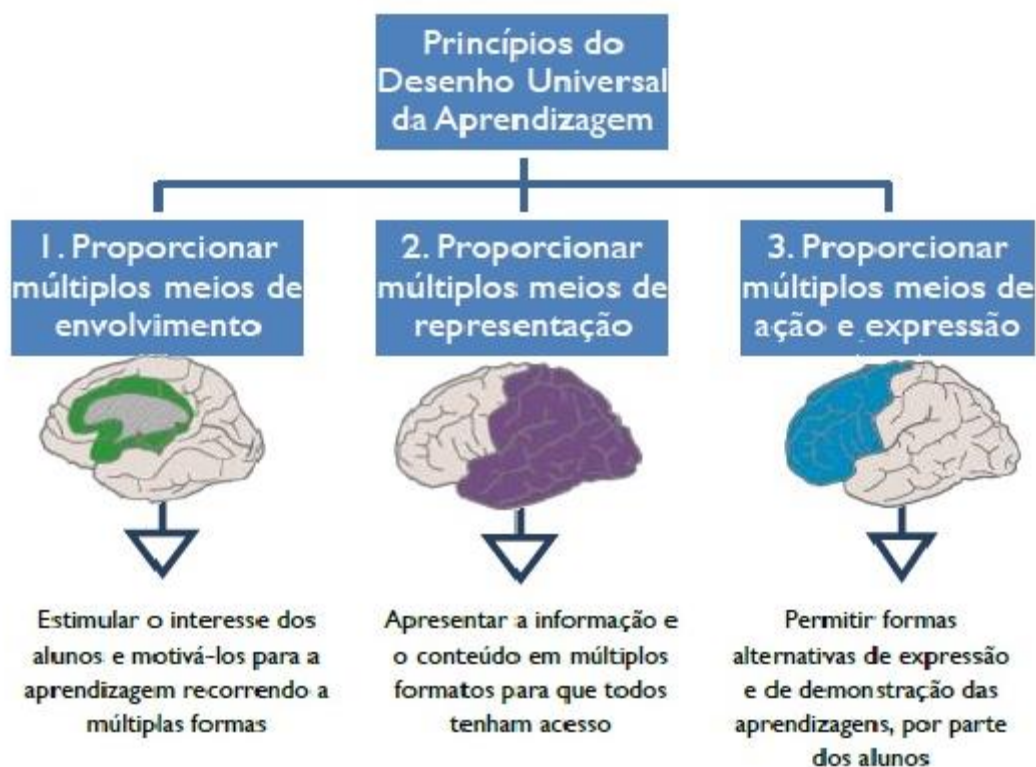 Princípios do
Desenho Universal
da Aprendizagem
1. Proporcionar
múltiplos meios de
envolvimento
2. Proporcionar
múltiplos meios de
representação
3. Proporcionar
múltiplos meios de
ação e expressão
Estimular o interesse dos
alunos e motivá-los para a
aprendizagem recorrendo a
múltiplas formas
Apresentar a informação e
o conteúdo em múltiplos
formatos para que todos
tenham acesso
Permitir formas
alternativas de expressão
e de demonstração das
aprendizagens, por parte
dos alunos